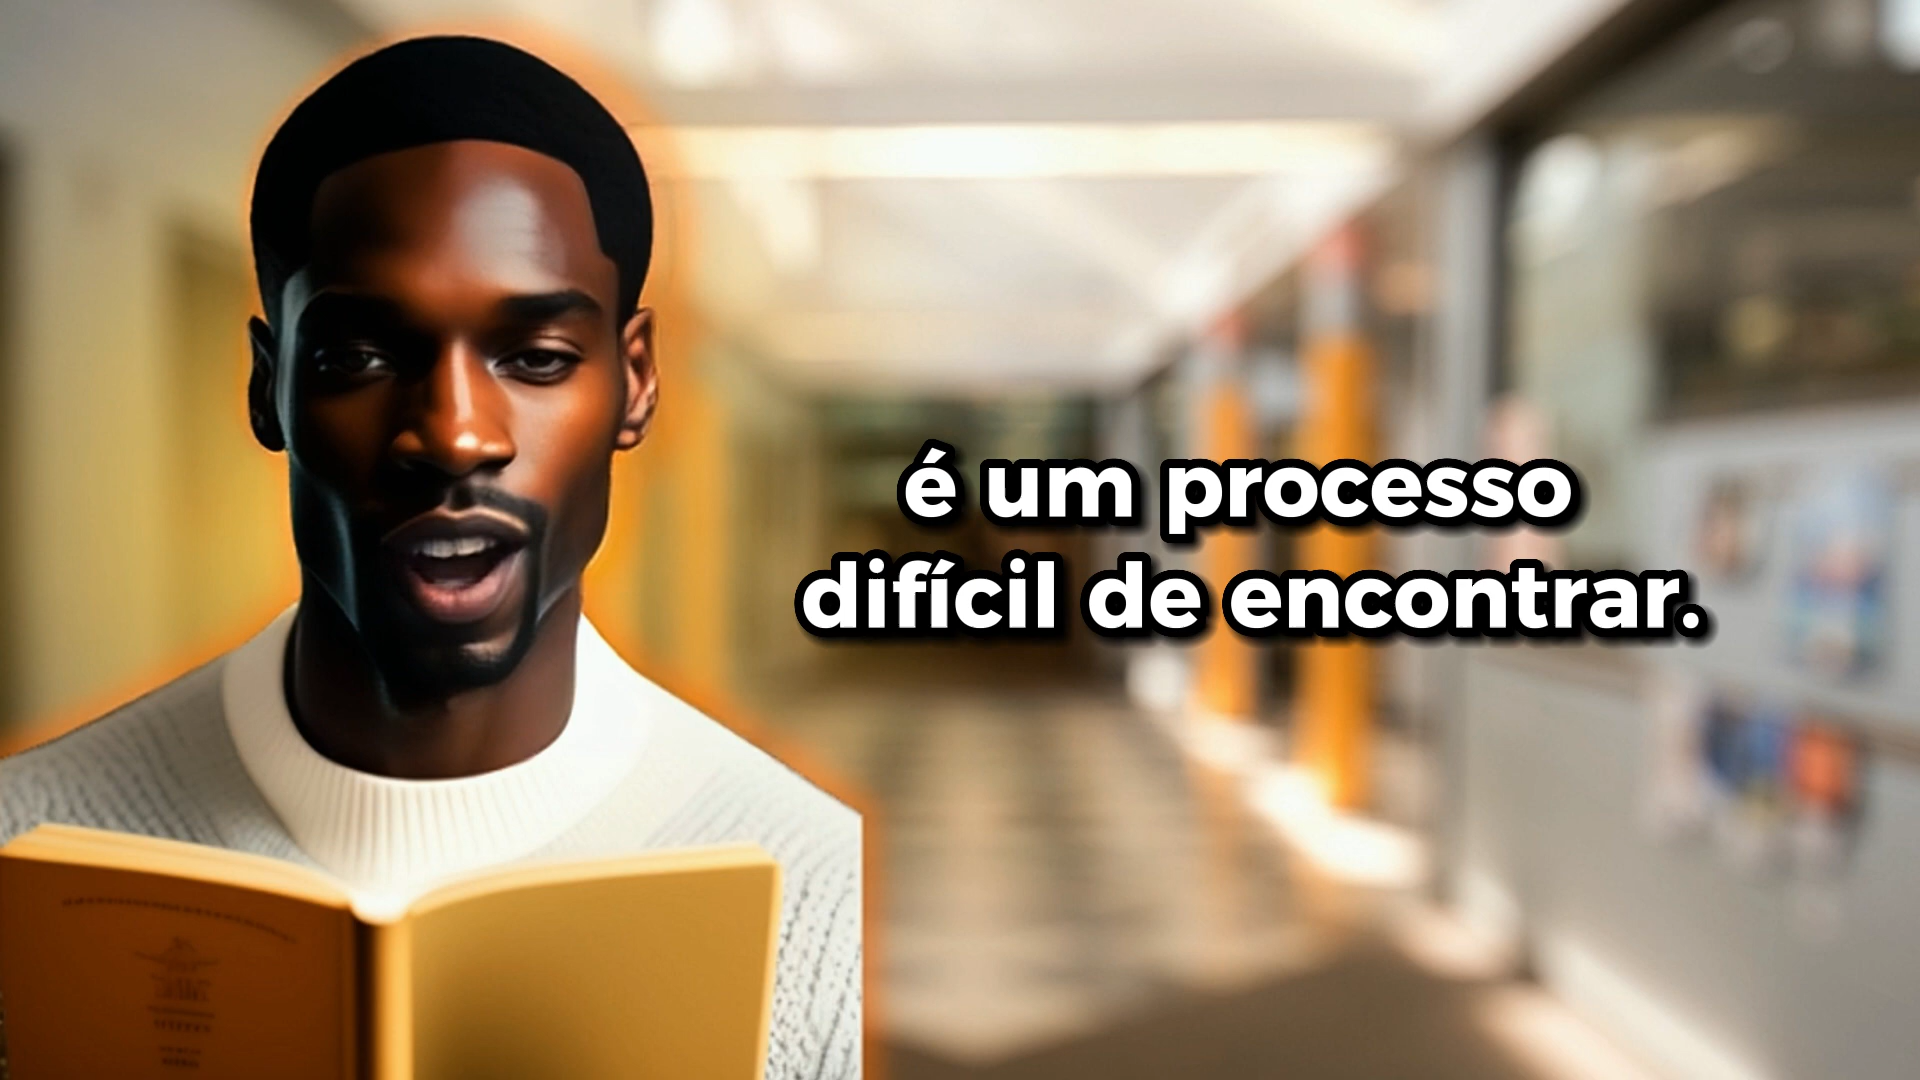 é um processo
difícil de encontrar.